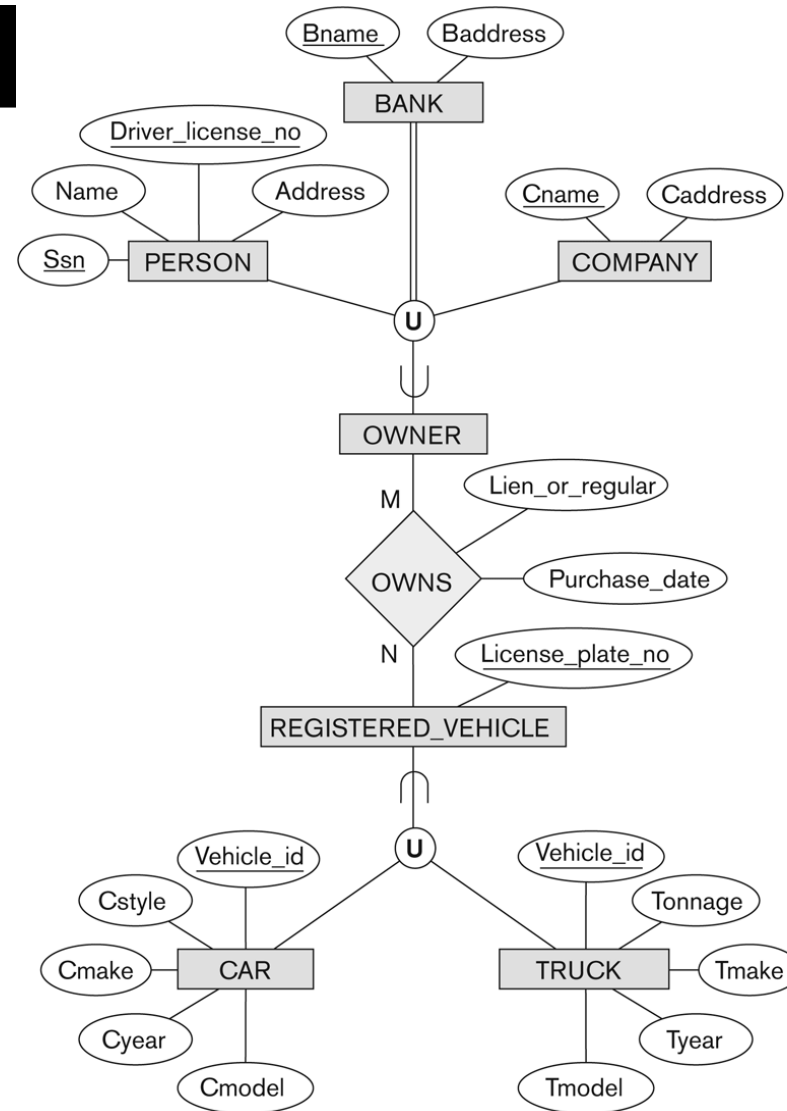 Bname
Baddress
BANK
Driver_license_no
Name
Address
Ssn
PERSON
Cname
Caddress
COMPANY
U
OWNER
M
Lien_or_regular
OWNS
Purchase_date
N
License_plate_no
REGISTERED_VEHICLE
U
Vehicle_id
Cstyle
Cmake
CAR
Cyear
Cmodel
Vehicle_id
Tonnage
TRUCK
Tmake
Tyear
Tmodel